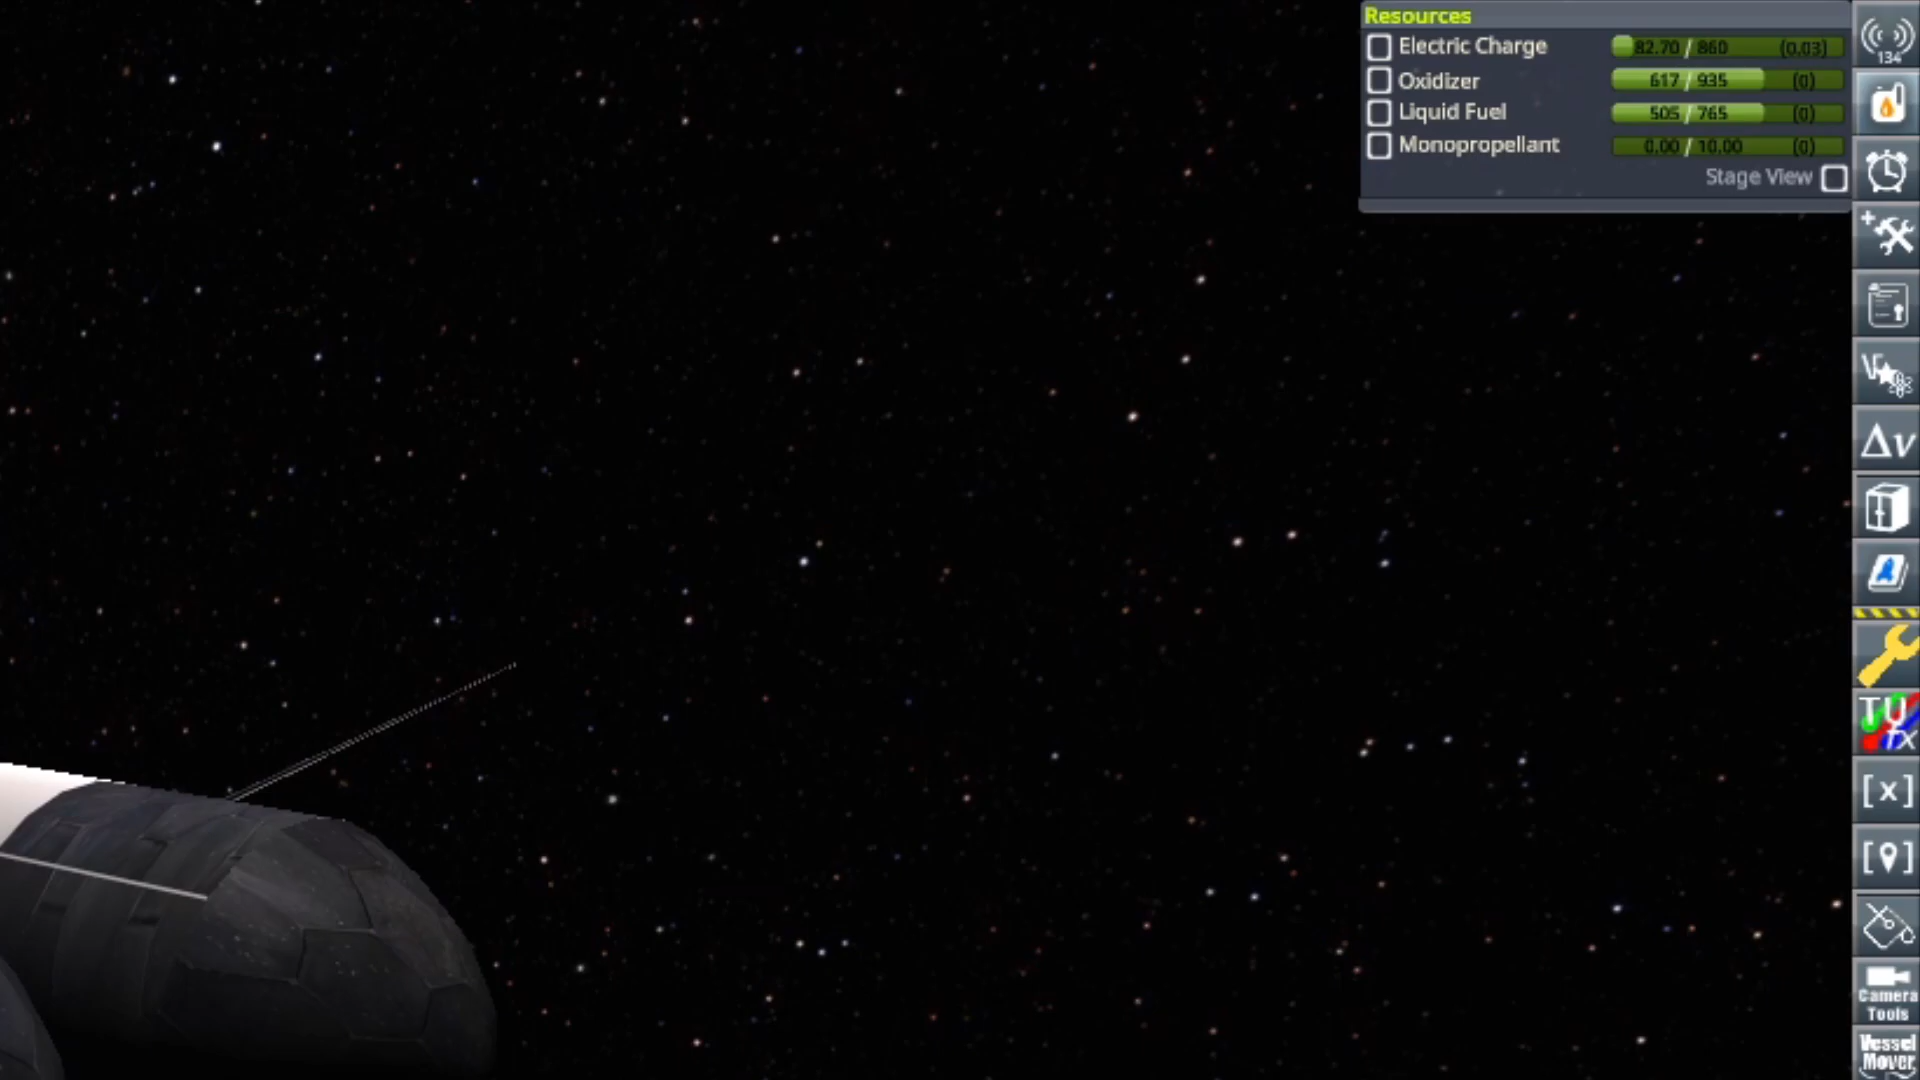 Resources
Electric Charge 82.70 / 860 (0.03)
Oxidizer 617 / 935 (0)
Liquid Fuel 505 / 765 (0)
Monopropellant 0.00 / 10.00 (0)
Stage View
134
Δv
TU
fx
[x]
Camera
Tools
Vessel
Mover